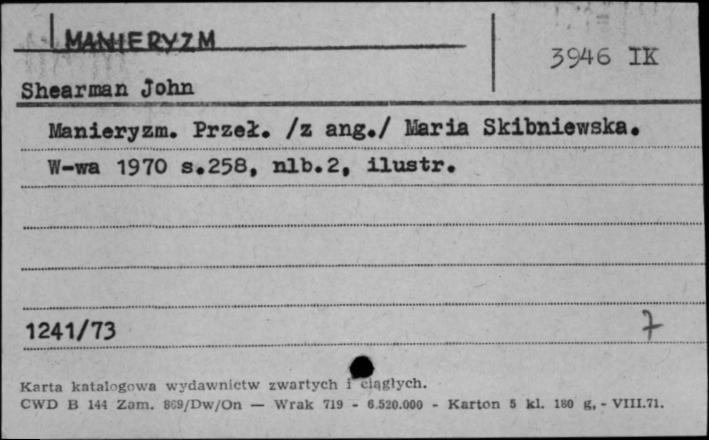 MANIERYZM
3946 IK
Shearman John
Manieryzm. Przeł. /z ang./ Maria Skibniewska.
W-wa 1970 s.258, nlb.2, ilustr.
1241/73
7
Karta katalogowa wydawnictw zwartych i ciągłych.
CWD B 144 Zam. 869/Dw/On — Wrak 719 - 6.520.000 - Karton 5 kl. 180 g, - VIII.71.